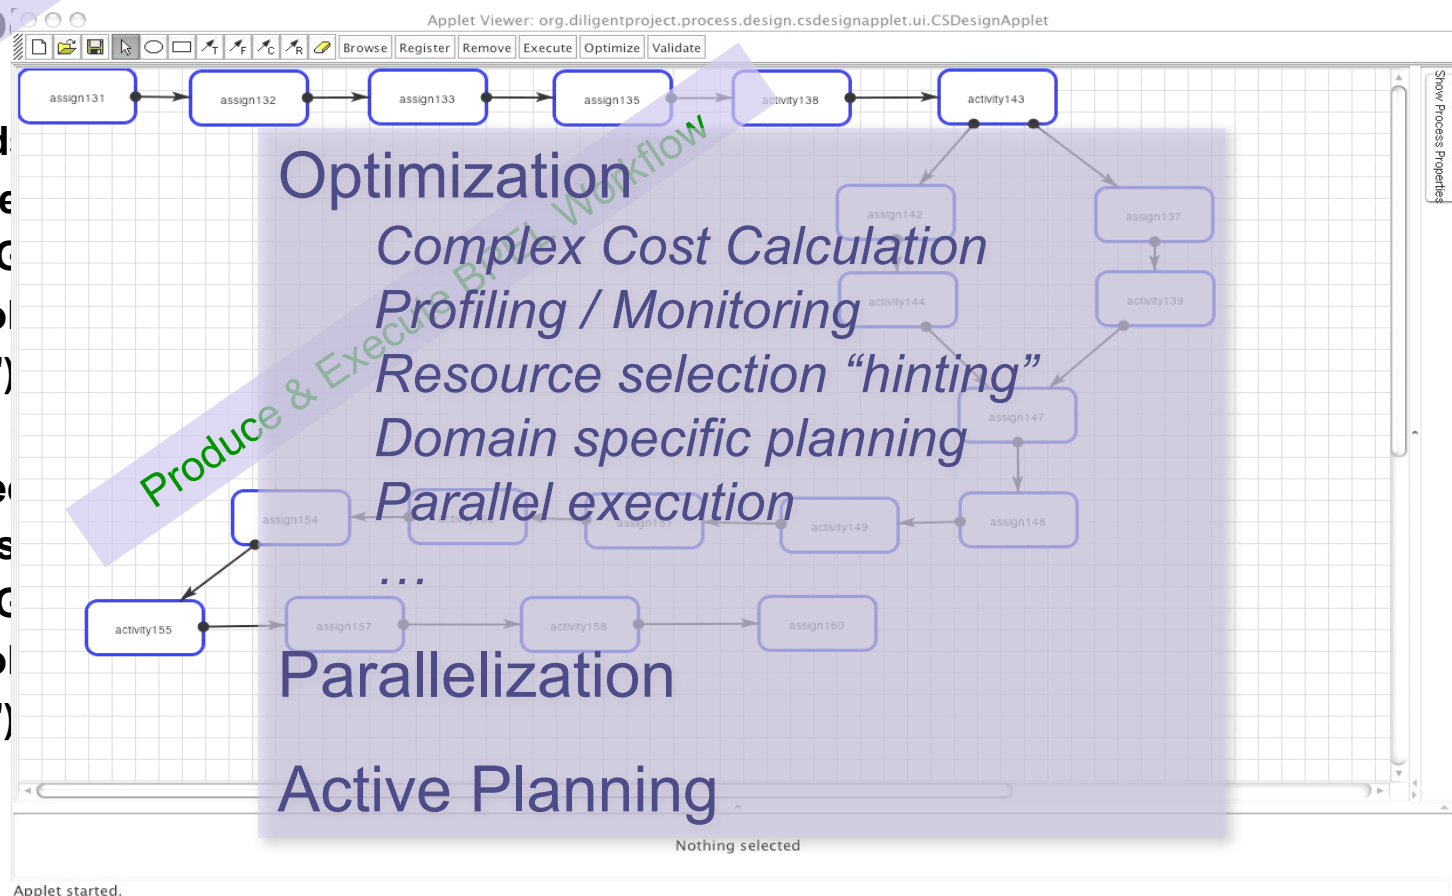 Applet Viewer: org.diligentproject.process.design.csdesignapplet.ui.CSDesignApplet
T F C R Browse Register Remove Execute Optimize Validate
Show Process Properties
assign131 assign132 assign133 assign135 activity138 activity143
Produce & Execute BPEL Workflow
Optimization
Complex Cost Calculation
Profiling / Monitoring
Resource selection “hinting”
Domain specific planning
Parallel execution
…
Parallelization
Active Planning
assign142 assign137
activity144 activity139
assign147
assign154 assign151 activity149 assign148
activity155 assign157 activity158 assign160
Nothing selected
Applet started.